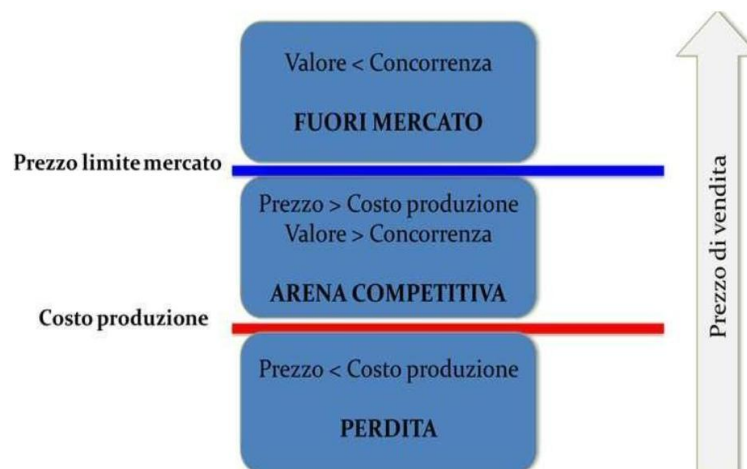 Valore < Concorrenza
FUORI MERCATO
Prezzo limite mercato
Prezzo > Costo produzione
Valore > Concorrenza
ARENA COMPETITIVA
Costo produzione
Prezzo < Costo produzione
PERDITA
Prezzo di vendita